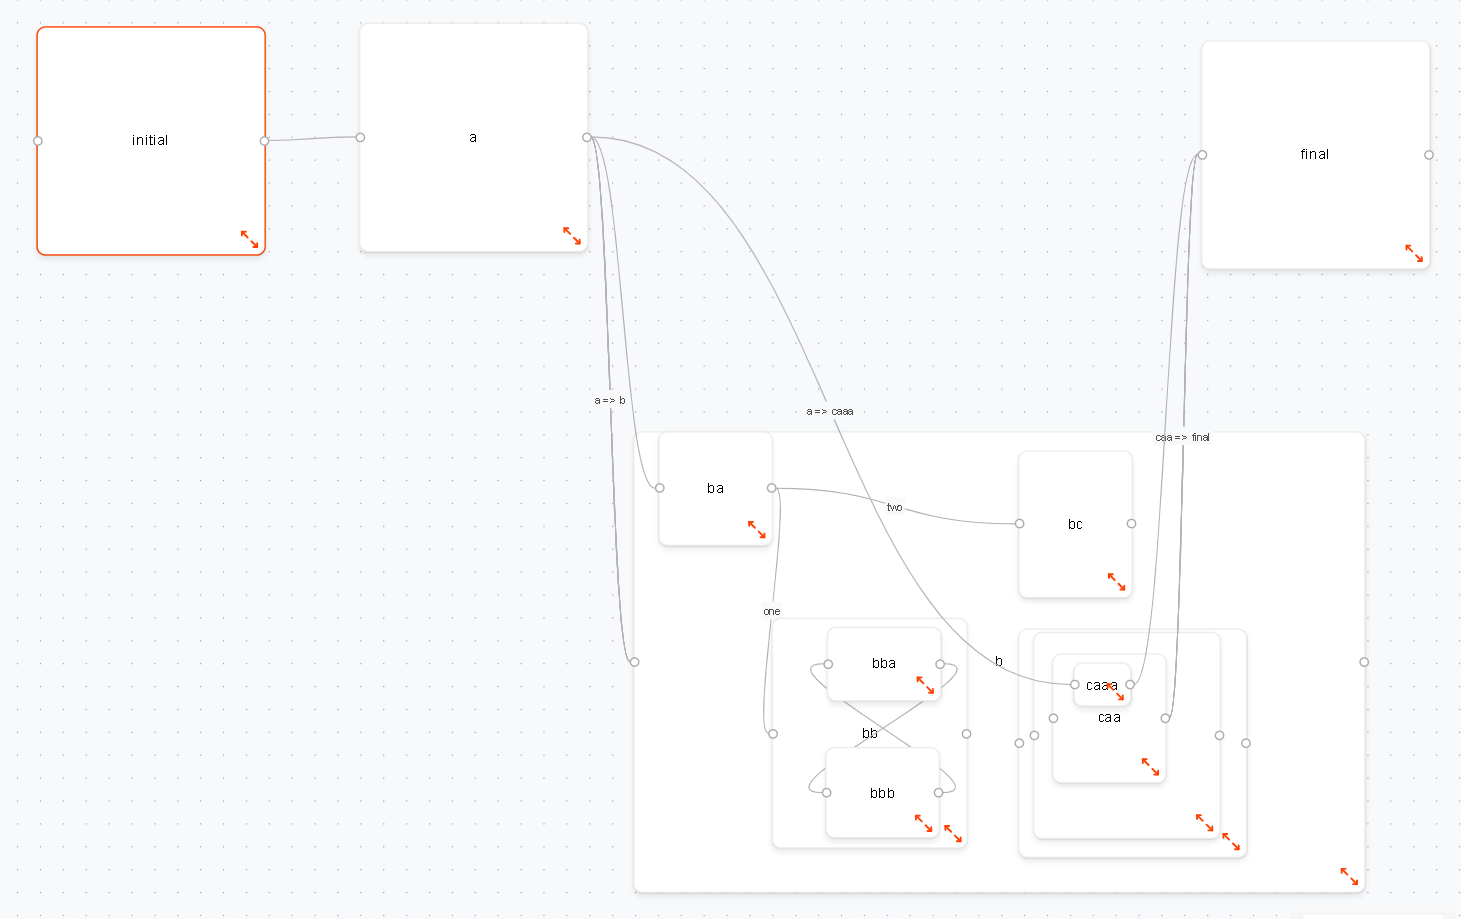 initial
a
final
a => b
a => caaa
caa => final
ba
two
bc
one
bba
b
caaa
caa
bb
bbb